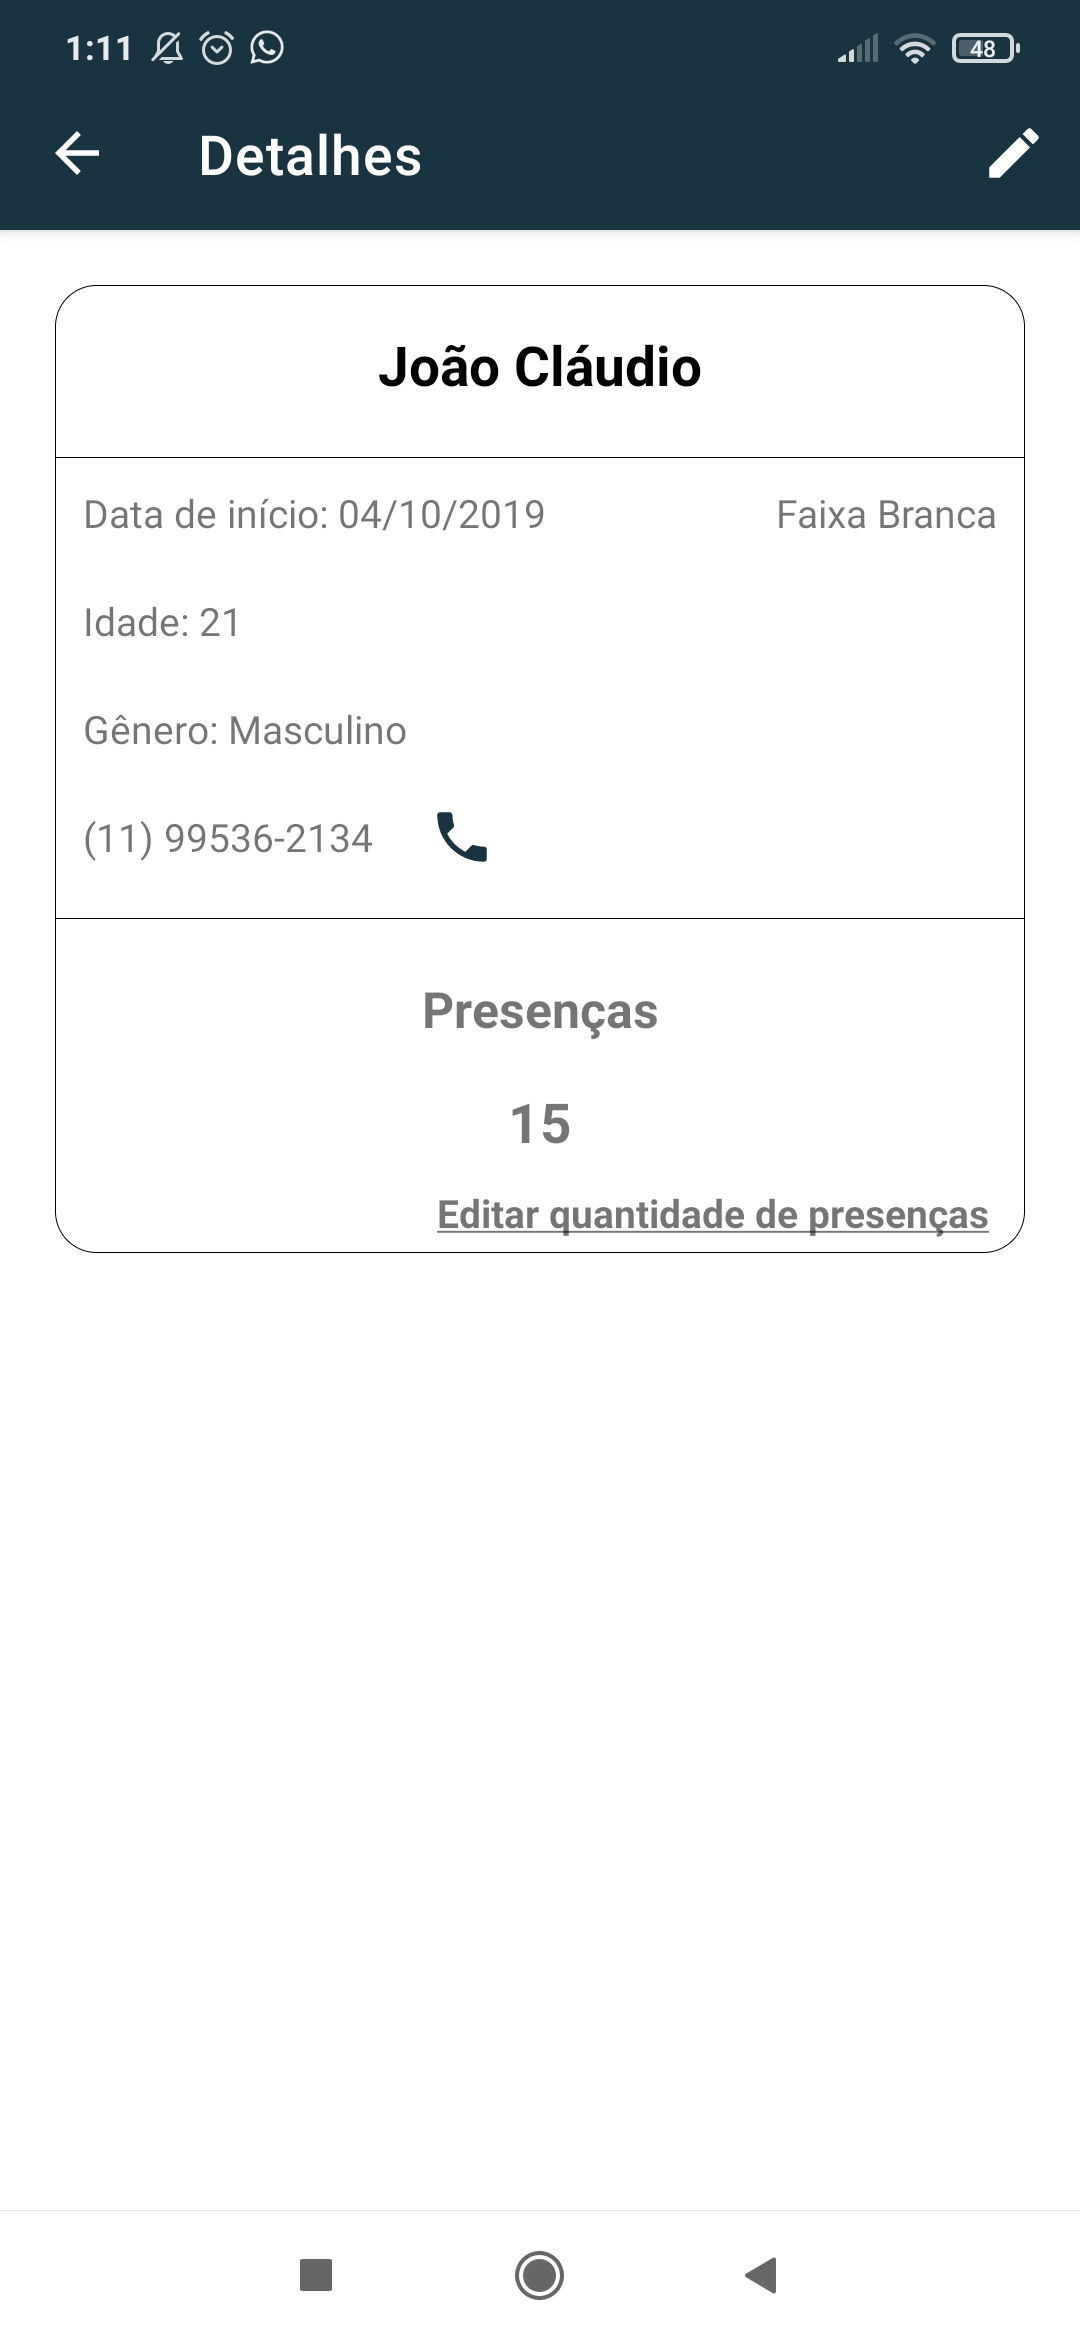 1:11
48
Detalhes
João Cláudio
Data de início: 04/10/2019 Faixa Branca
Idade: 21
Gênero: Masculino
(11) 99536-2134
Presenças
15
Editar quantidade de presenças